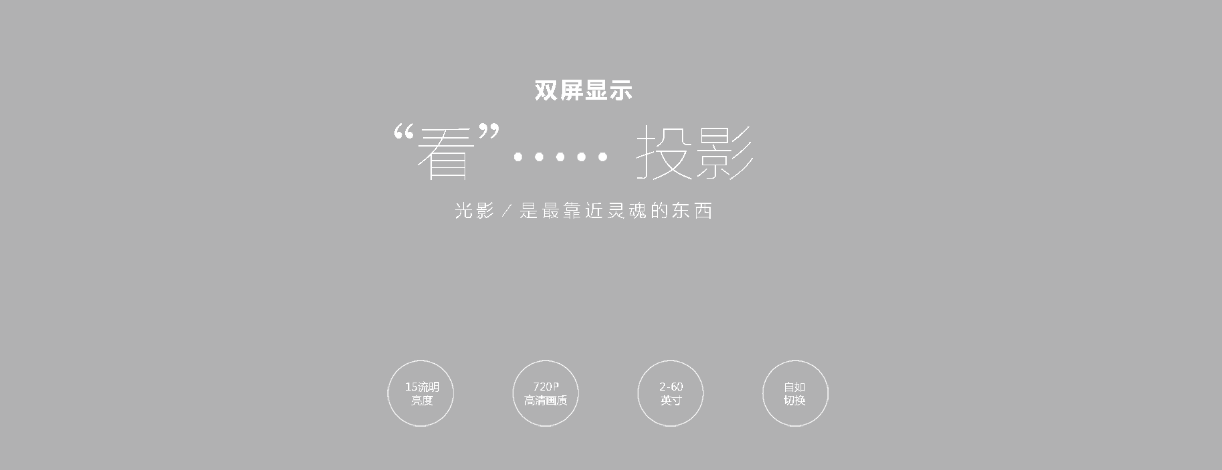 双屏显示
“看”····· 投影
光影 / 是最靠近灵魂的东西
15流明
亮度
720P
高清画质
2-60
英寸
自如
切换